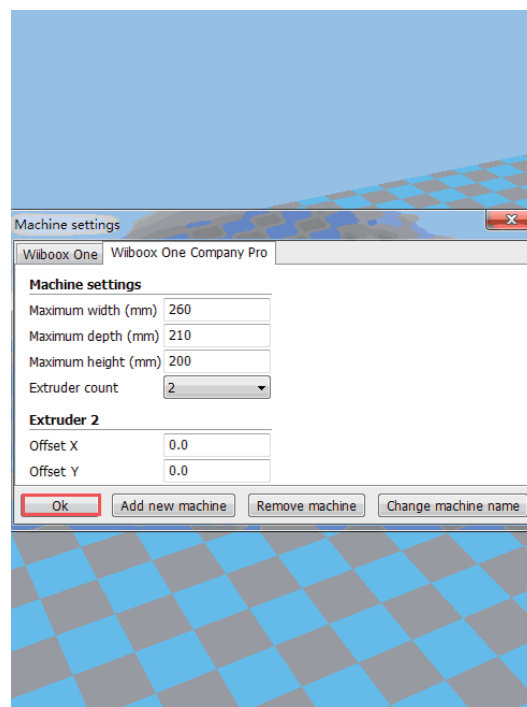 Machine settings
Wiiboox One Wiiboox One Company Pro
Machine settings
Maximum width (mm) 260
Maximum depth (mm) 210
Maximum height (mm) 200
Extruder count 2
Extruder 2
Offset X 0.0
Offset Y 0.0
Ok Add new machine Remove machine Change machine name